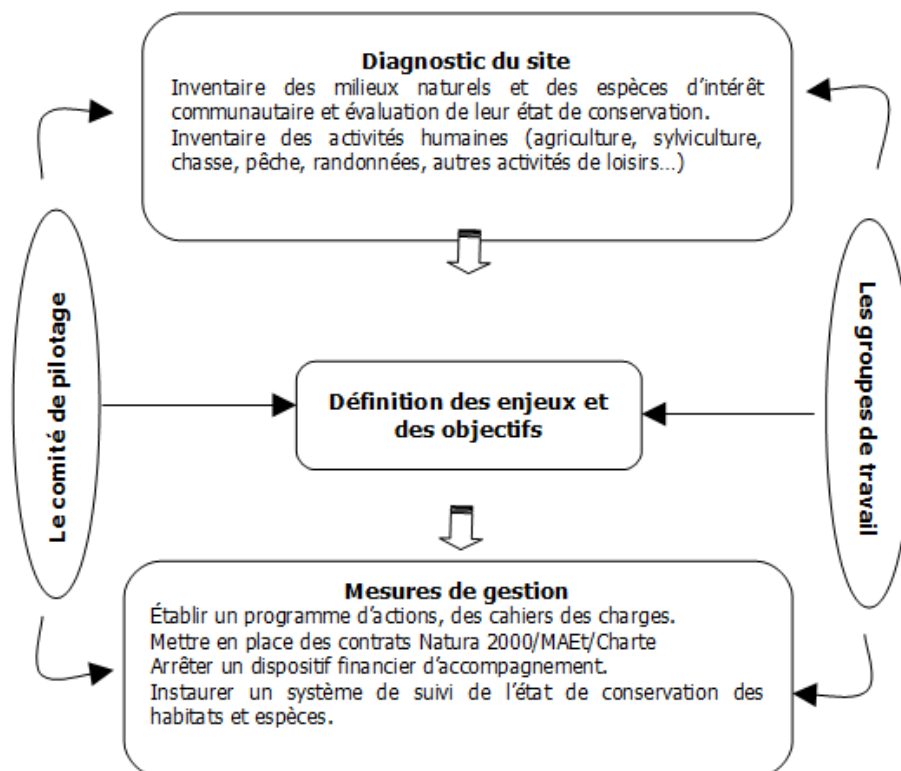 Diagnostic du site
Inventaire des milieux naturels et des espèces d'intérêt
communautaire et évaluation de leur état de conservation.
Inventaire des activités humaines (agriculture, sylviculture,
chasse, pêche, randonnées, autres activités de loisirs…)
Le comité de pilotage
Définition des enjeux et
des objectifs
Les groupes de travail
Mesures de gestion
Établir un programme d'actions, des cahiers des charges.
Mettre en place des contrats Natura 2000/MAEt/Charte
Arrêter un dispositif financier d'accompagnement.
Instaurer un système de suivi de l'état de conservation des
habitats et espèces.